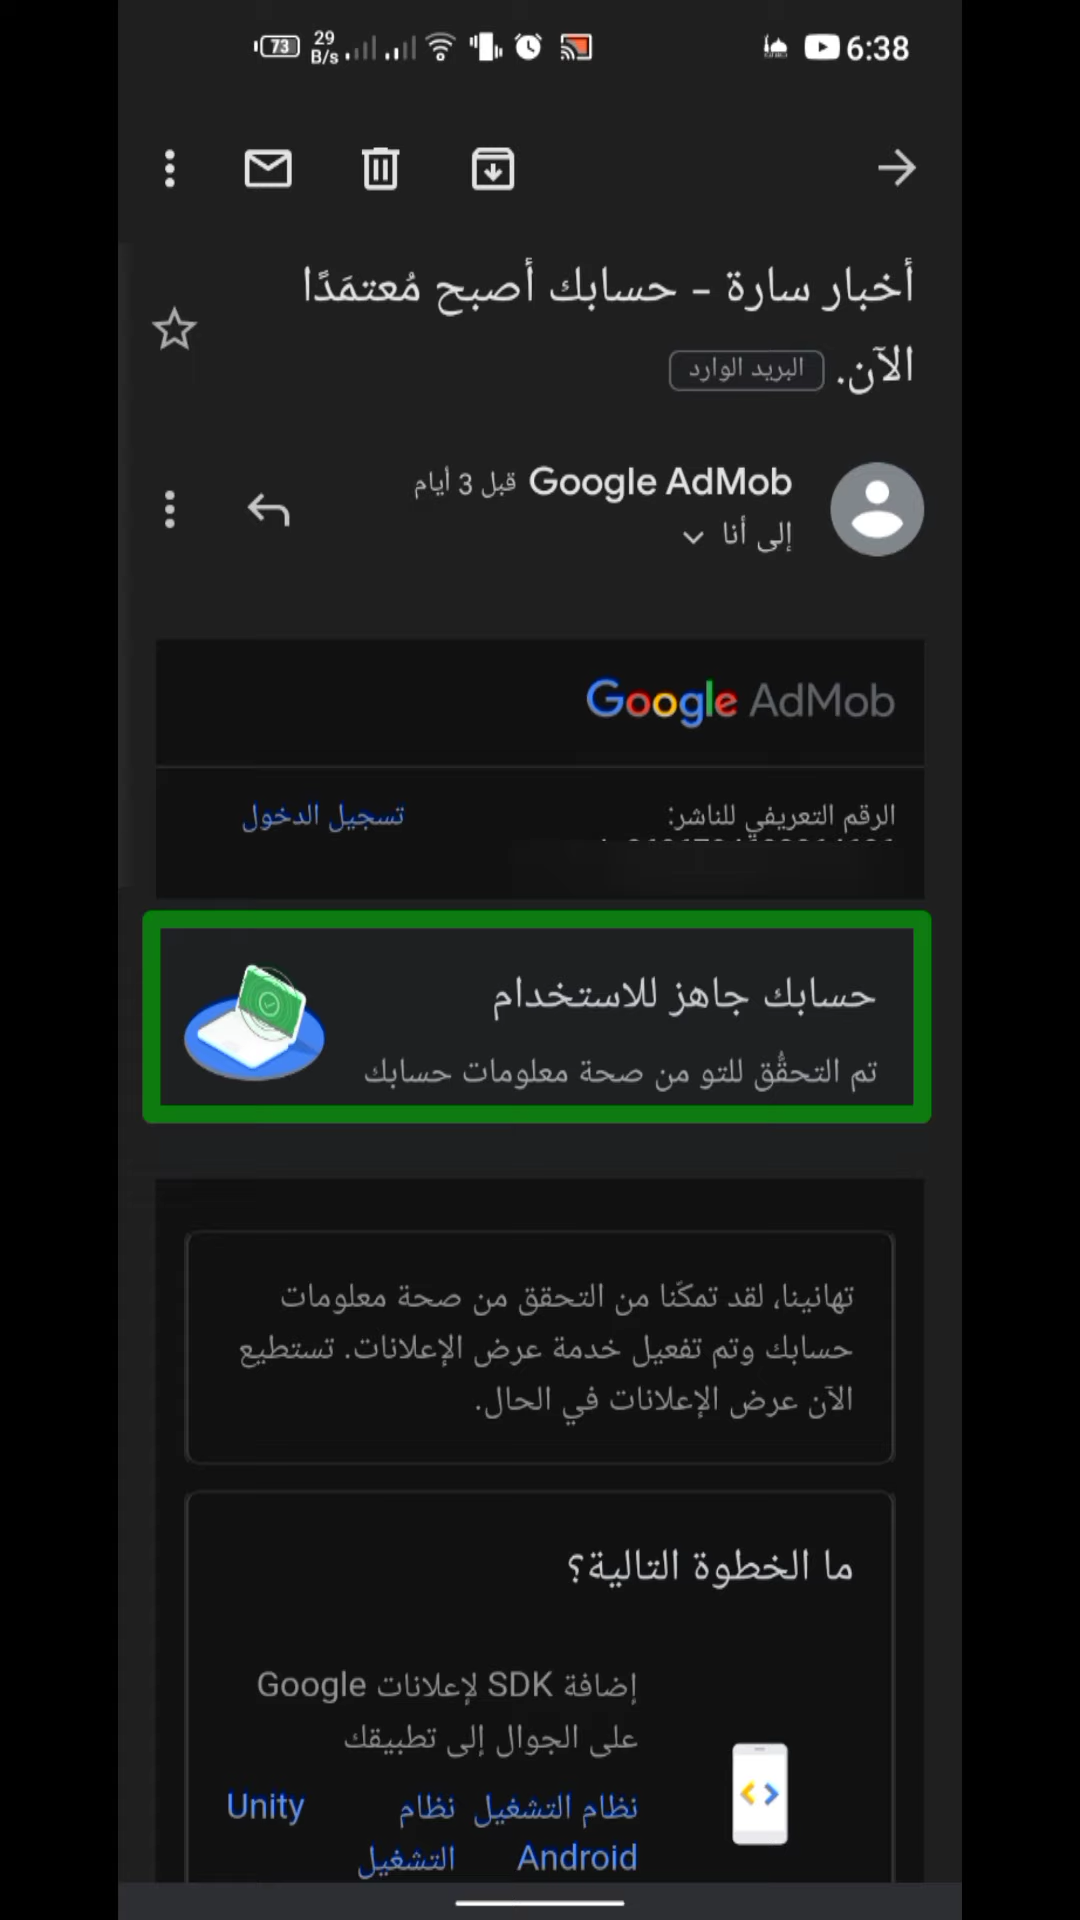 73 29 B/s 6:38
أخبار سارة – حسابك أصبح مُعتمَدًا
الآن. البريد الوارد
Google AdMob قبل 3 أيام
إلى أنا
Google AdMob
الرقم التعريفي للناشر:
تسجيل الدخول
حسابك جاهز للاستخدام
تم التحقُّق للتو من صحة معلومات حسابك
تهانينا، لقد تمكّنا من التحقق من صحة معلومات
حسابك وتم تفعيل خدمة عرض الإعلانات. تستطيع
الآن عرض الإعلانات في الحال.
ما الخطوة التالية؟
إضافة SDK لإعلانات Google
على الجوال إلى تطبيقك
نظام التشغيل نظام Unity
Android التشغيل